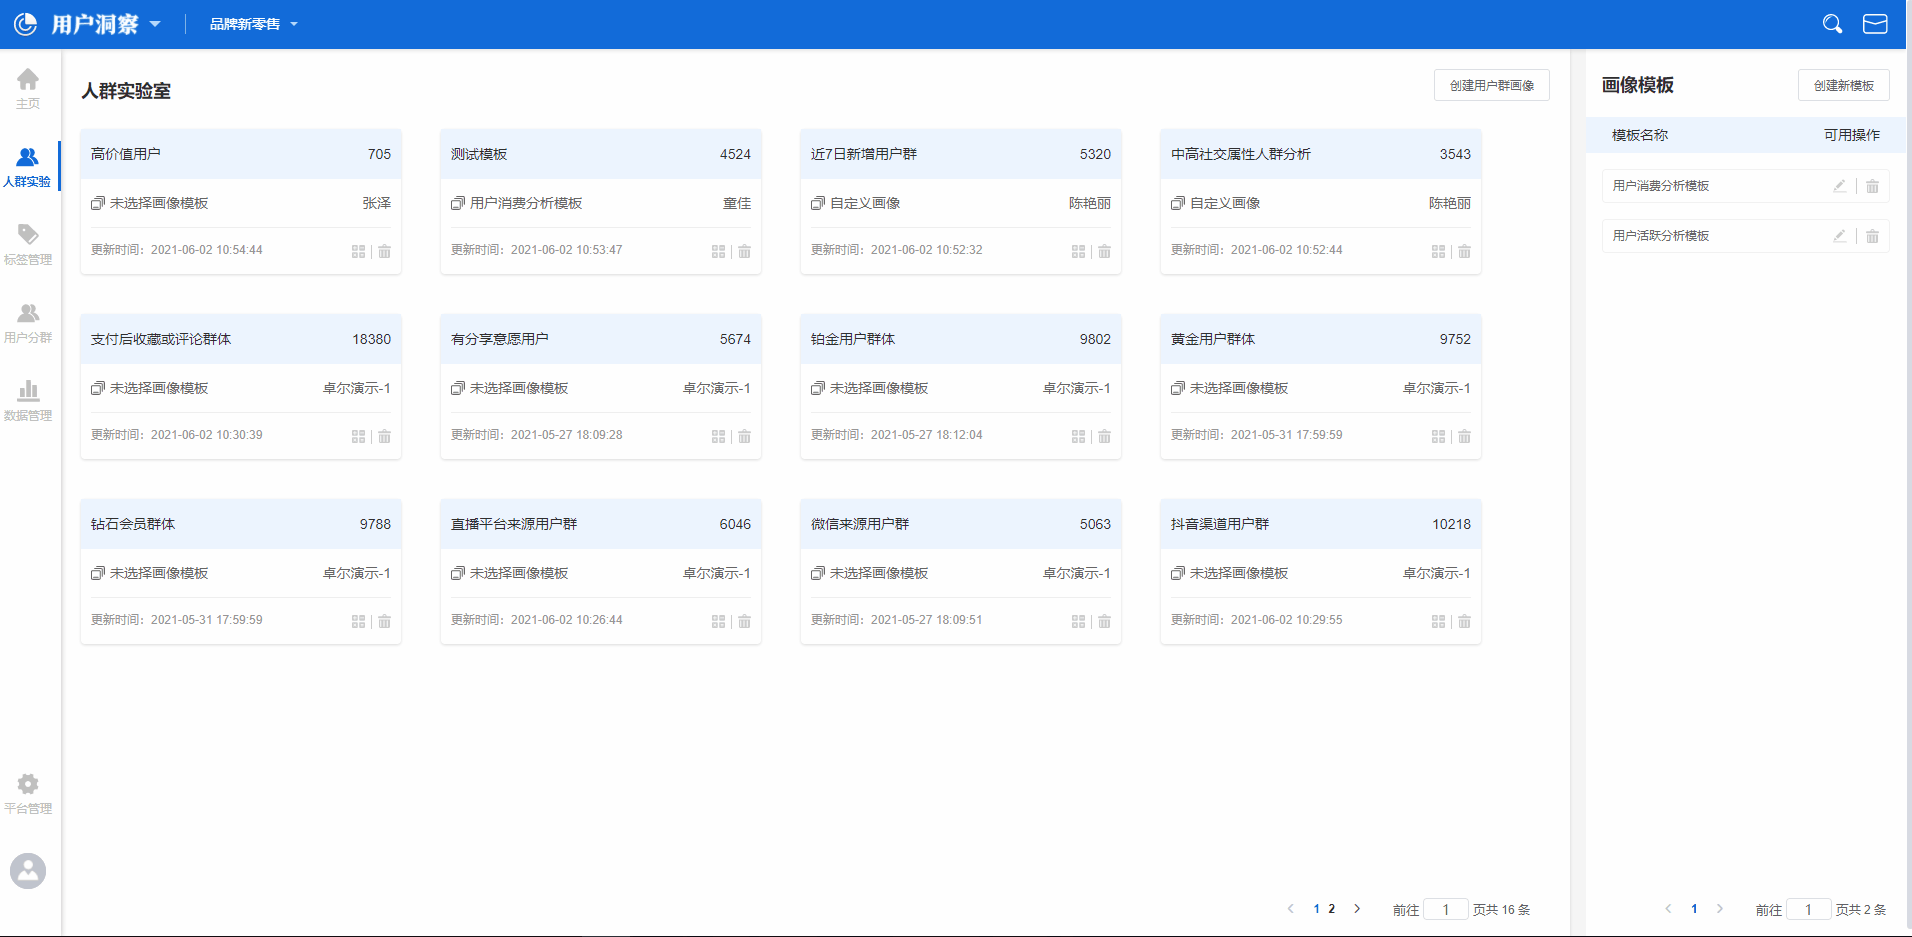 用户洞察
品牌新零售
主页
人群实验
标签管理
用户分群
数据管理
平台管理
人群实验室
创建用户群画像
高价值用户 705
未选择画像模板 张泽
更新时间：2021-06-02 10:54:44
测试模板 4524
用户消费分析模板 童佳
更新时间：2021-06-02 10:53:47
近7日新增用户群 5320
自定义画像 陈艳丽
更新时间：2021-06-02 10:52:32
中高社交属性人群分析 3543
自定义画像 陈艳丽
更新时间：2021-06-02 10:52:44
支付后收藏或评论群体 18380
未选择画像模板 卓尔演示-1
更新时间：2021-06-02 10:30:39
有分享意愿用户 5674
未选择画像模板 卓尔演示-1
更新时间：2021-05-27 18:09:28
铂金用户群体 9802
未选择画像模板 卓尔演示-1
更新时间：2021-05-27 18:12:04
黄金用户群体 9752
未选择画像模板 卓尔演示-1
更新时间：2021-05-31 17:59:59
钻石会员群体 9788
未选择画像模板 卓尔演示-1
更新时间：2021-05-31 17:59:59
直播平台来源用户群 6046
未选择画像模板 卓尔演示-1
更新时间：2021-06-02 10:26:44
微信来源用户群 5063
未选择画像模板 卓尔演示-1
更新时间：2021-05-27 18:09:51
抖音渠道用户群 10218
未选择画像模板 卓尔演示-1
更新时间：2021-06-02 10:29:55
1 2 前往 1 页共 16 条
画像模板 创建新模板
模板名称 可用操作
用户消费分析模板
用户活跃分析模板
1 前往 1 页共 2 条